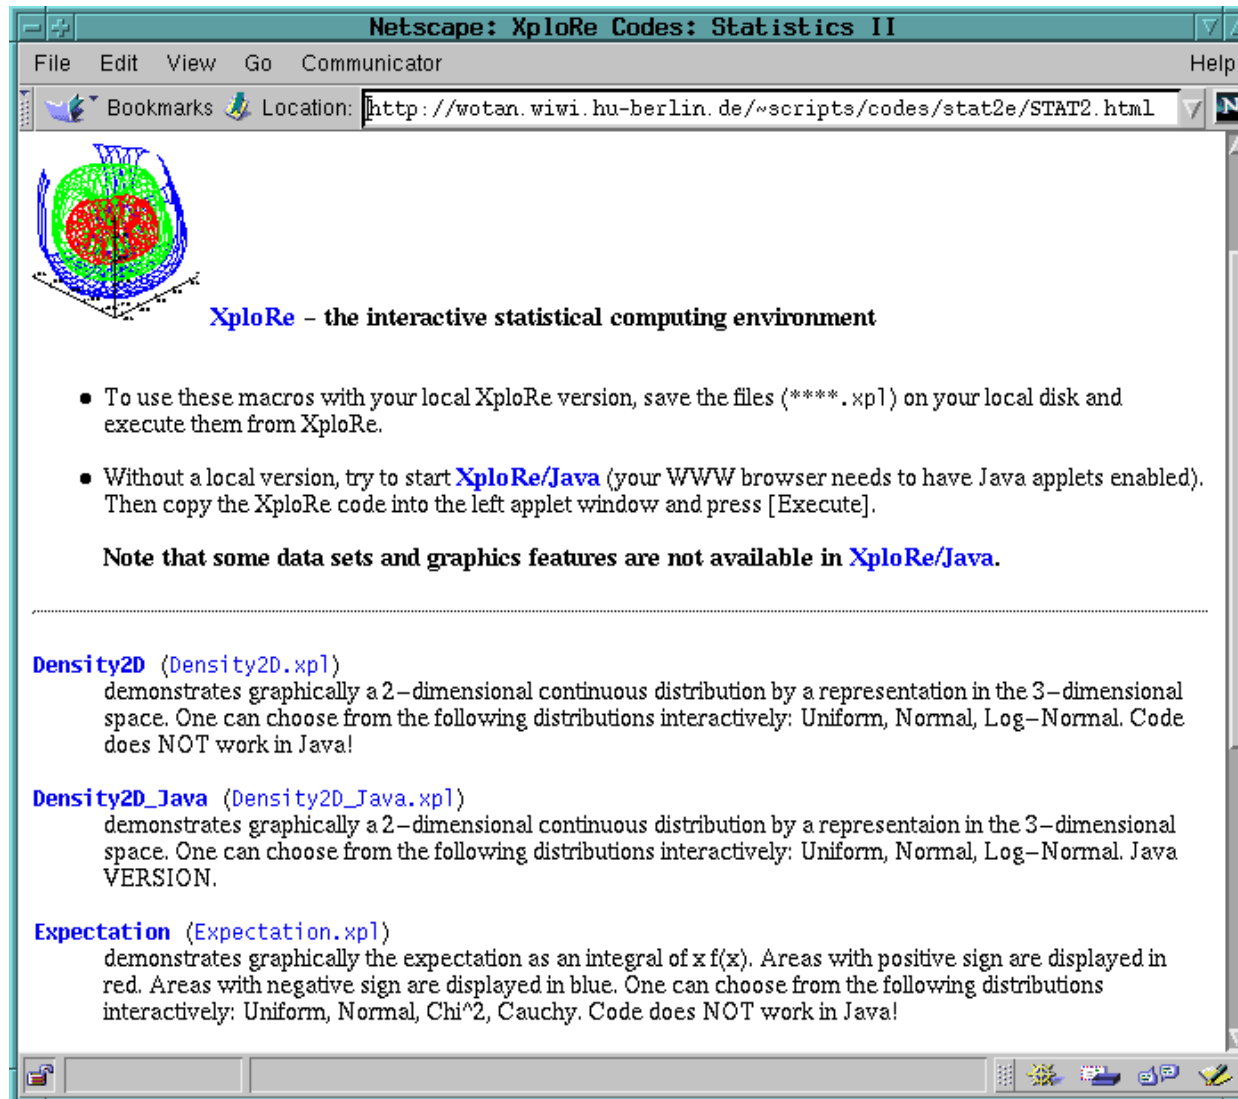 Netscape: XploRe Codes: Statistics II
File Edit View Go Communicator Help
Bookmarks Location: http://wotan.wiwi.hu-berlin.de/~scripts/codes/stat2e/STAT2.html N
XploRe – the interactive statistical computing environment
● To use these macros with your local XploRe version, save the files (****.xpl) on your local disk and
execute them from XploRe.
● Without a local version, try to start XploRe/Java (your WWW browser needs to have Java applets enabled).
Then copy the XploRe code into the left applet window and press [Execute].
Note that some data sets and graphics features are not available in XploRe/Java.
Density2D (Density2D.xpl)
demonstrates graphically a 2–dimensional continuous distribution by a representation in the 3–dimensional
space. One can choose from the following distributions interactively: Uniform, Normal, Log–Normal. Code
does NOT work in Java!
Density2D_Java (Density2D_Java.xpl)
demonstrates graphically a 2–dimensional continuous distribution by a representaion in the 3–dimensional
space. One can choose from the following distributions interactively: Uniform, Normal, Log–Normal. Java
VERSION.
Expectation (Expectation.xpl)
demonstrates graphically the expectation as an integral of x f(x). Areas with positive sign are displayed in
red. Areas with negative sign are displayed in blue. One can choose from the following distributions
interactively: Uniform, Normal, Chi^2, Cauchy. Code does NOT work in Java!